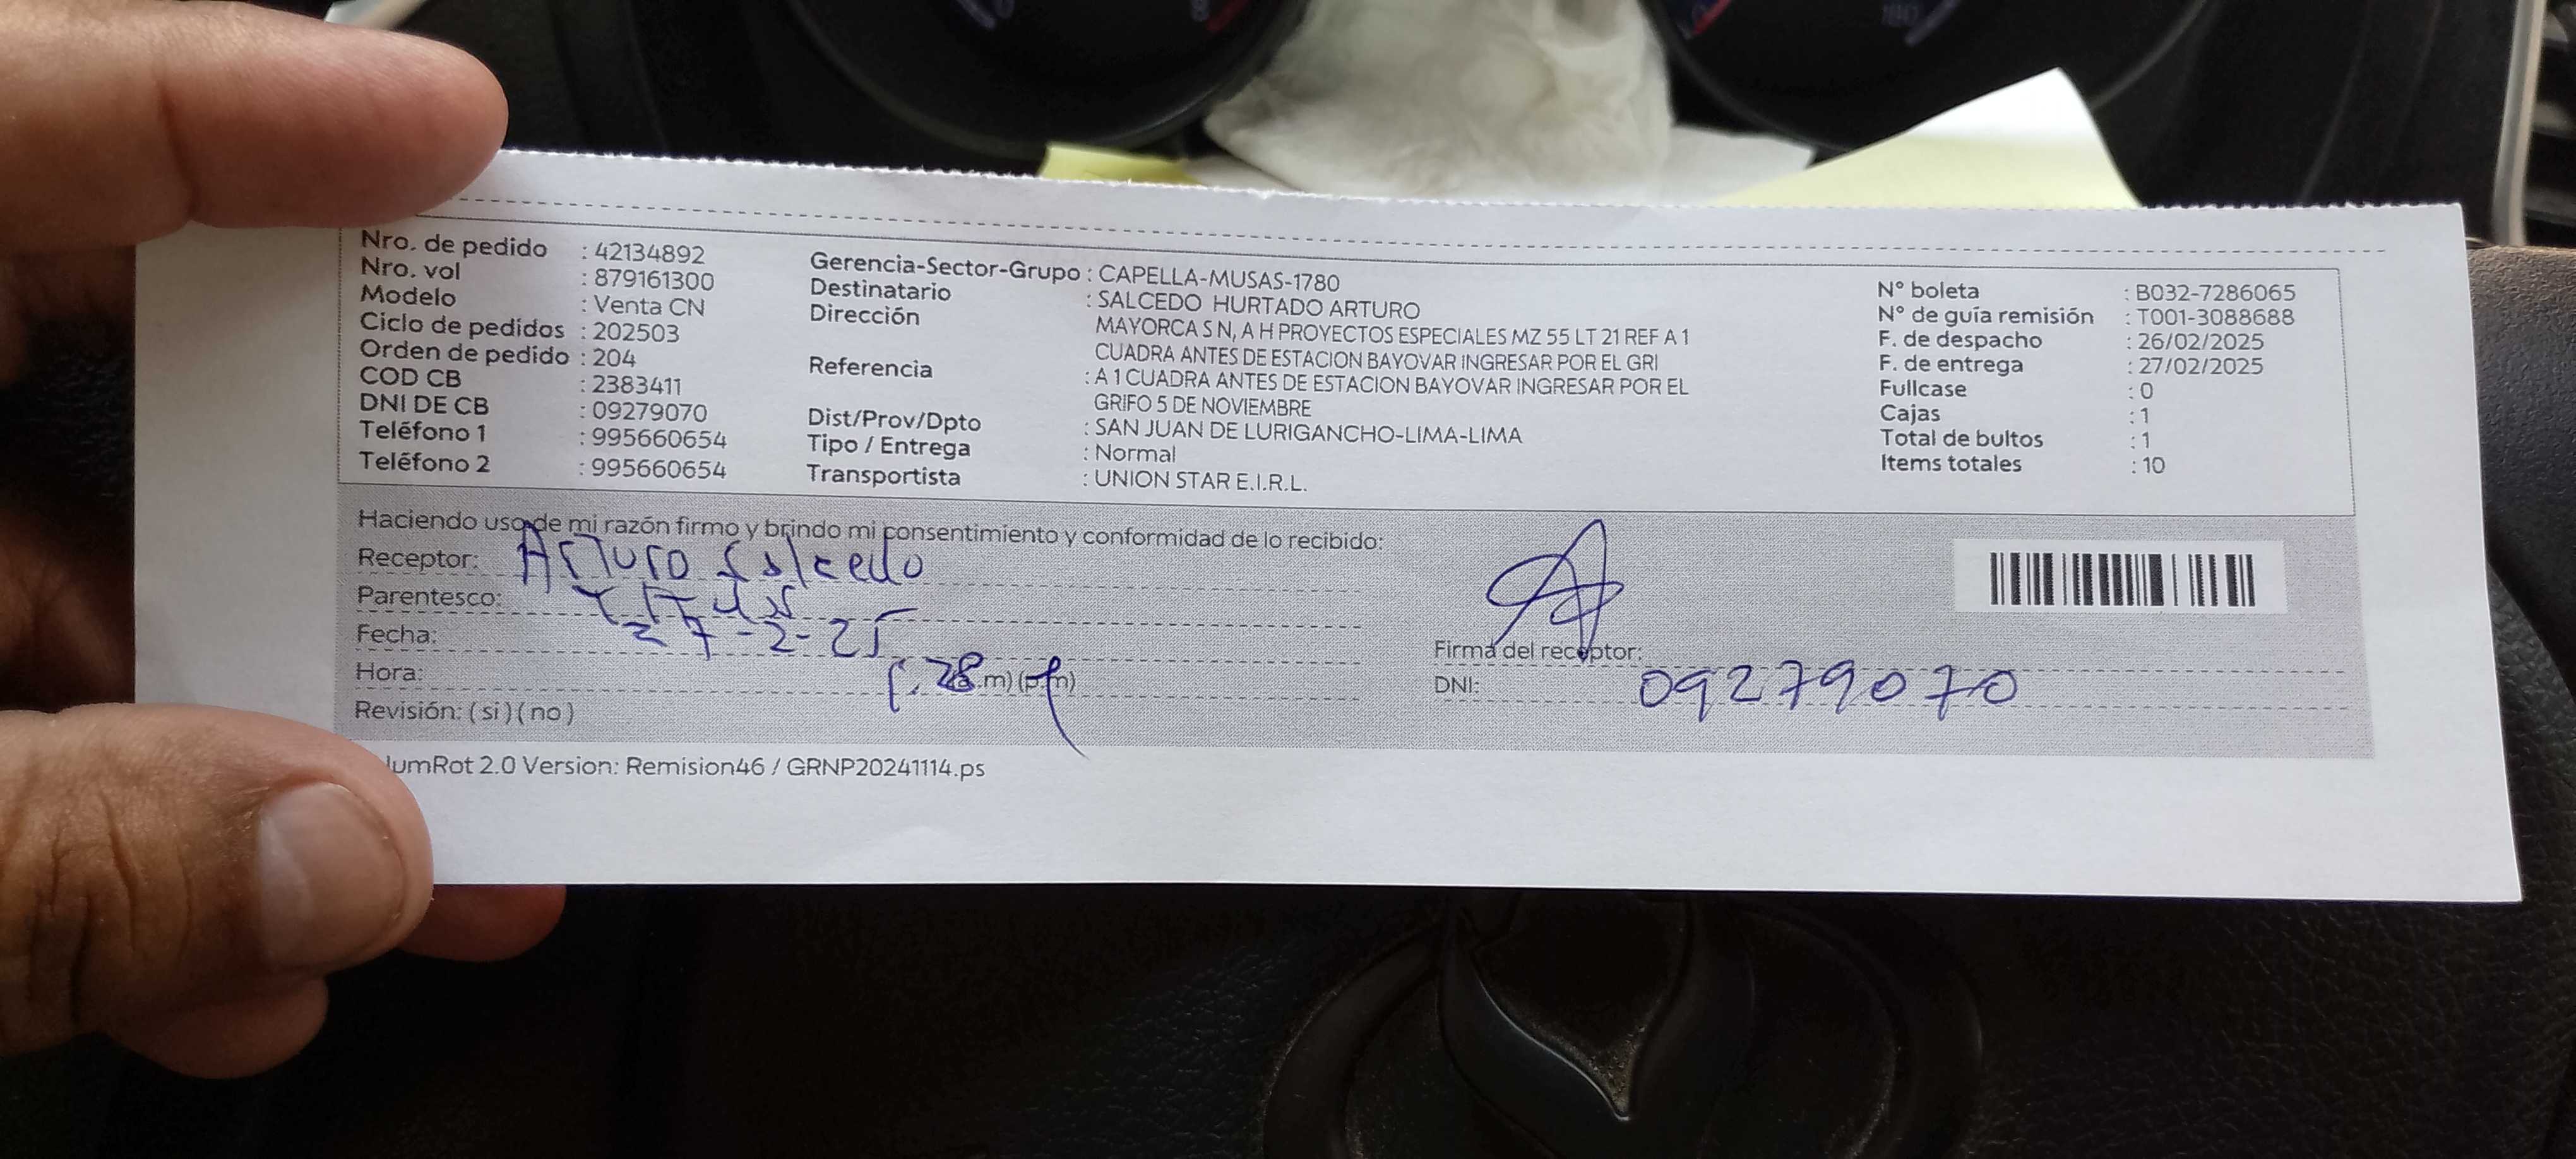 Nro. de pedido : 42134892
Nro. vol : 879161300
Modelo : Venta CN
Ciclo de pedidos : 202503
Orden de pedido : 204
COD CB : 2383411
DNI DE CB : 09279070
Teléfono 1 : 995660654
Teléfono 2 : 995660654
Gerencia-Sector-Grupo : CAPELLA-MUSAS-1780
Destinatario : SALCEDO HURTADO ARTURO
Dirección MAYORCA S N, A H PROYECTOS ESPECIALES MZ 55 LT 21 REF A 1
CUADRA ANTES DE ESTACION BAYOVAR INGRESAR POR EL GRI
Referencia : A 1 CUADRA ANTES DE ESTACION BAYOVAR INGRESAR POR EL
GRIFO 5 DE NOVIEMBRE
Dist/Prov/Dpto : SAN JUAN DE LURIGANCHO-LIMA-LIMA
Tipo / Entrega : Normal
Transportista : UNION STAR E.I.R.L.
N° boleta : B032-7286065
N° de guía remisión : T001-3088688
F. de despacho : 26/02/2025
F. de entrega : 27/02/2025
Fullcase : 0
Cajas : 1
Total de bultos : 1
Items totales : 10
Haciendo uso de mi razón firmo y brindo mi consentimiento y conformidad de lo recibido:
Receptor: Arturo Salcedo
Parentesco:
Fecha: 27-2-25
Hora: .m) (p.m)
Revisión: ( si ) ( no )
Firma del receptor:
DNI: 09279070
umRot 2.0 Version: Remision46 / GRNP20241114.ps